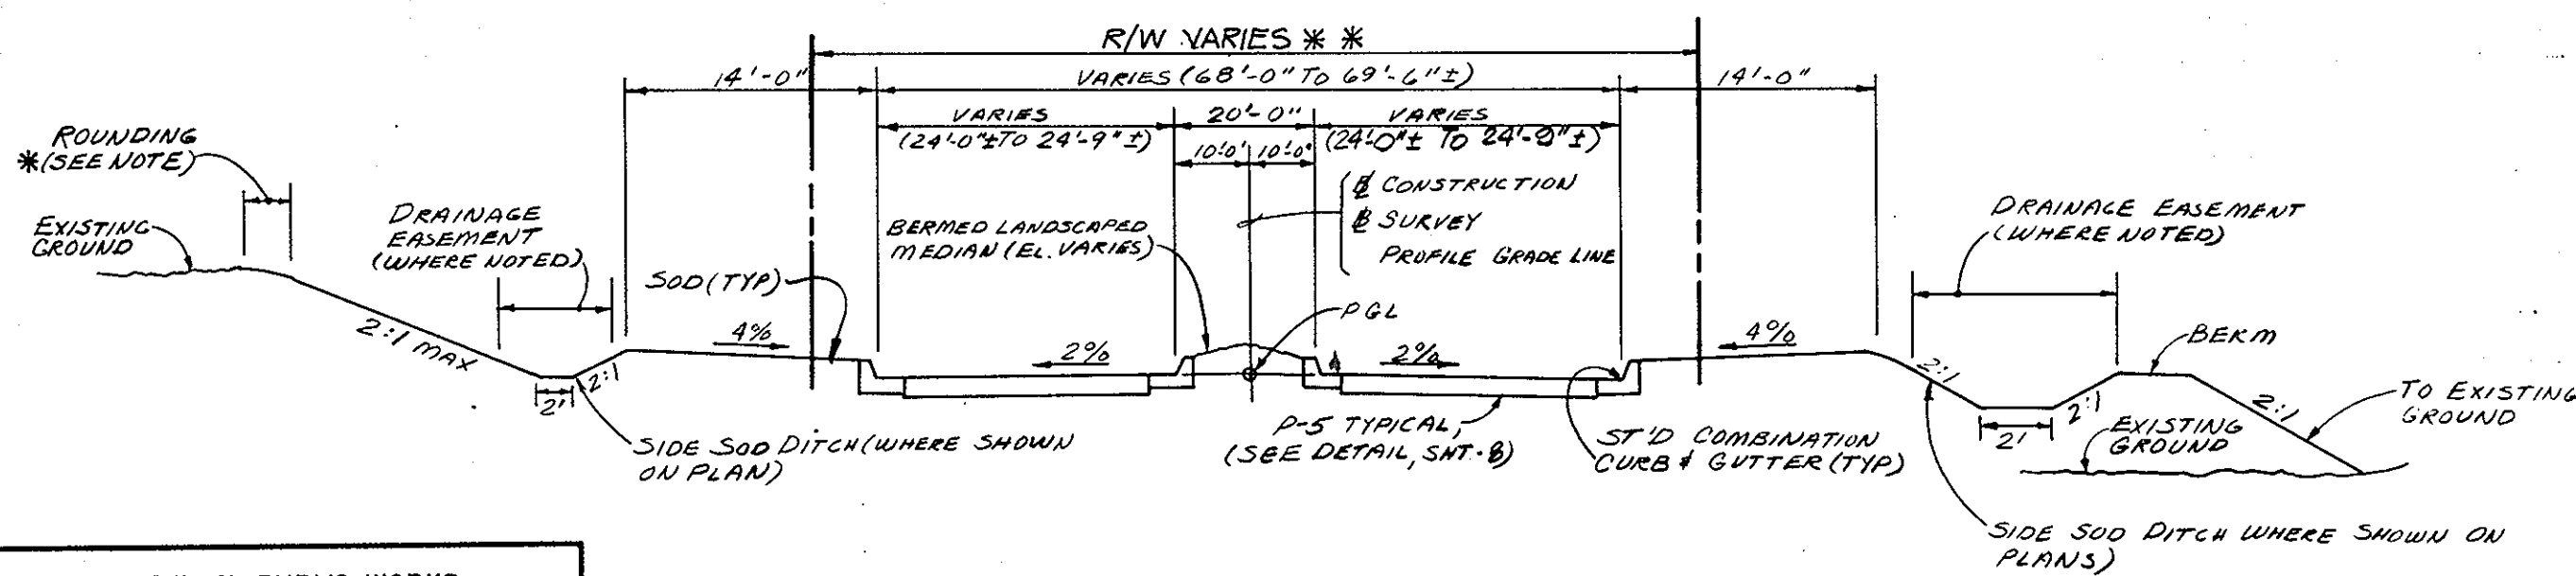 R/W VARIES * *
14'-0"
VARIES (68'-0" TO 69'-6"±)
14'-0"
VARIES
(24'-0"± TO 24'-9"±)
20'-0"
VARIES
(24'-0"± TO 24'-9"±)
10'-0"
10'-0"
ROUNDING
*(SEE NOTE)
EXISTING
GROUND
DRAINAGE
EASEMENT
(WHERE NOTED)
BERMED LANDSCAPED
MEDIAN (EL. VARIES)
CONSTRUCTION
SURVEY
PROFILE GRADE LINE
DRAINAGE EASEMENT
(WHERE NOTED)
SOD (TYP)
PGL
2:1 MAX
4%
2%
2%
4%
BERM
2'
2:1
2:1
2'
2:1
2:1
TO EXISTING
GROUND
EXISTING
GROUND
SIDE SOD DITCH (WHERE SHOWN
ON PLAN)
P-5 TYPICAL,
(SEE DETAIL, SHT. 8)
ST'D COMBINATION
CURB & GUTTER (TYP)
SIDE SOD DITCH WHERE SHOWN ON
PLANS)